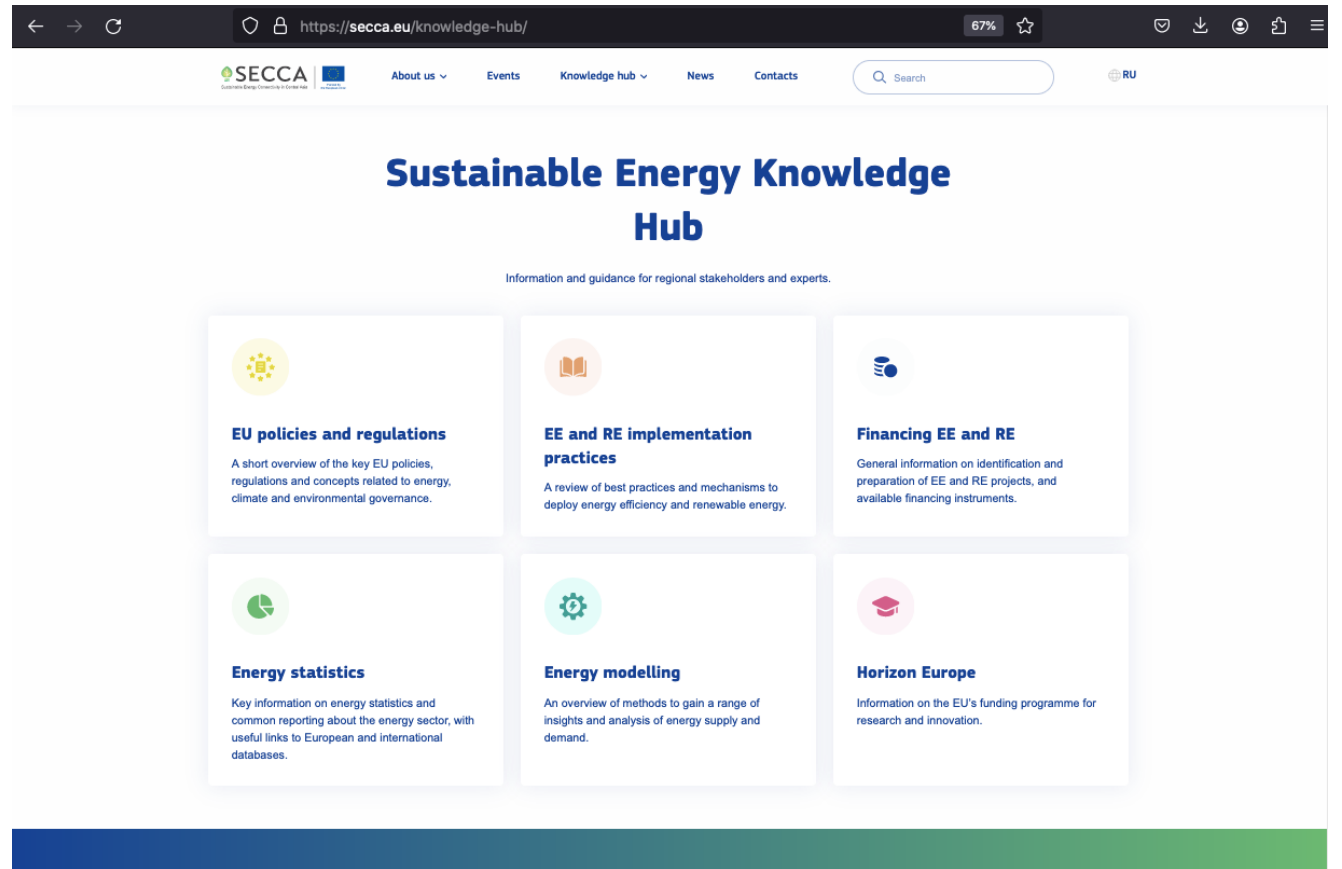 https://secca.eu/knowledge-hub/
67%
SECCA
Sustainable Energy Connectivity in Central Asia
About us
Events
Knowledge hub
News
Contacts
Search
RU
Sustainable Energy Knowledge
Hub
Information and guidance for regional stakeholders and experts.
EU policies and regulations
A short overview of the key EU policies,
regulations and concepts related to energy,
climate and environmental governance.
EE and RE implementation
practices
A review of best practices and mechanisms to
deploy energy efficiency and renewable energy.
Financing EE and RE
General information on identification and
preparation of EE and RE projects, and
available financing instruments.
Energy statistics
Key information on energy statistics and
common reporting about the energy sector, with
useful links to European and international
databases.
Energy modelling
An overview of methods to gain a range of
insights and analysis of energy supply and
demand.
Horizon Europe
Information on the EU's funding programme for
research and innovation.